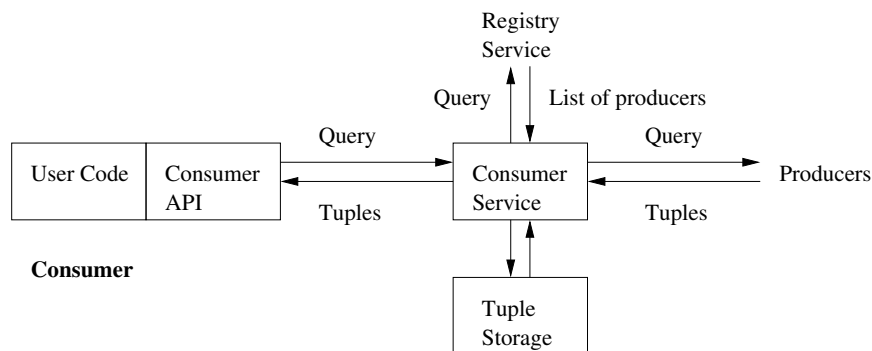 Registry
Service
Query
List of producers
Query
Query
User Code
Consumer
API
Consumer
Service
Producers
Tuples
Tuples
Consumer
Tuple
Storage